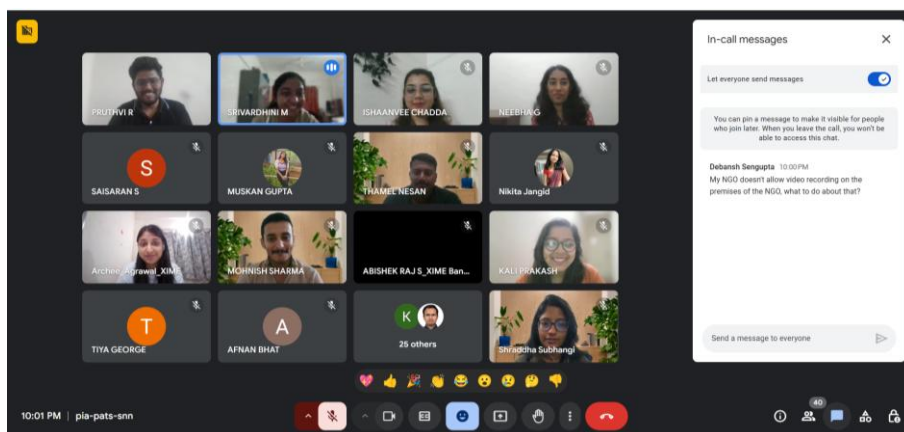 In-call messages
Let everyone send messages
You can pin a message to make it visible for people
who join later. When you leave the call, you won't be
able to access this chat.
Debansh Sengupta 10:00 PM
My NGO doesn't allow video recording on the
premises of the NGO, what to do about that?
Send a message to everyone
PRUTHVI R
SRIVARDHINI M
ISHAANVEE CHADDA
NEEBHA G
S
SAISARAN S
MUSKAN GUPTA
THAMEL NESAN
Nikita Jangid
Archee_Agrawal_XIM
MOHNISH SHARMA
ABISHEK RAJ S_XIME Ban...
KALI PRAKASH
T
TIYA GEORGE
A
AFNAN BHAT
K
25 others
Shraddha Subhangi
10:01 PM | pia-pats-snn
40